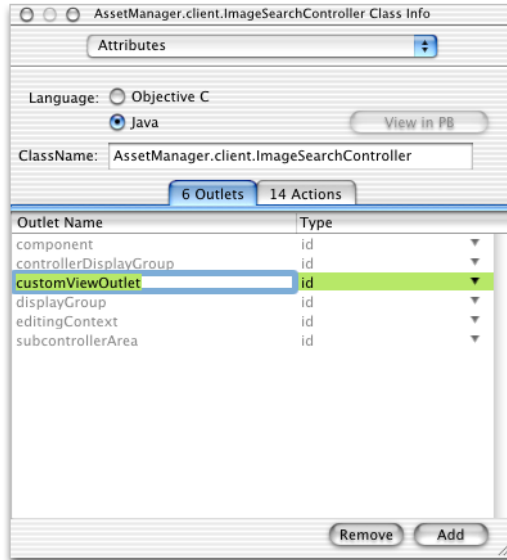 AssetManager.client.ImageSearchController Class Info
Attributes
Language: Objective C
Java View in PB
ClassName: AssetManager.client.ImageSearchController
6 Outlets 14 Actions
Outlet Name Type
component id
controllerDisplayGroup id
customViewOutlet id
displayGroup id
editingContext id
subcontrollerArea id
Remove Add